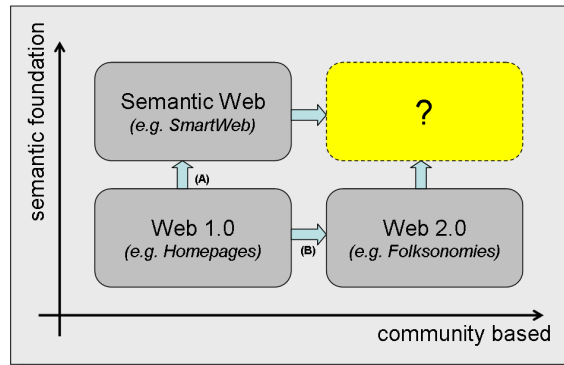 semantic foundation
Semantic Web
(e.g. SmartWeb)
?
(A)
Web 1.0
(e.g. Homepages)
(B)
Web 2.0
(e.g. Folksonomies)
community based